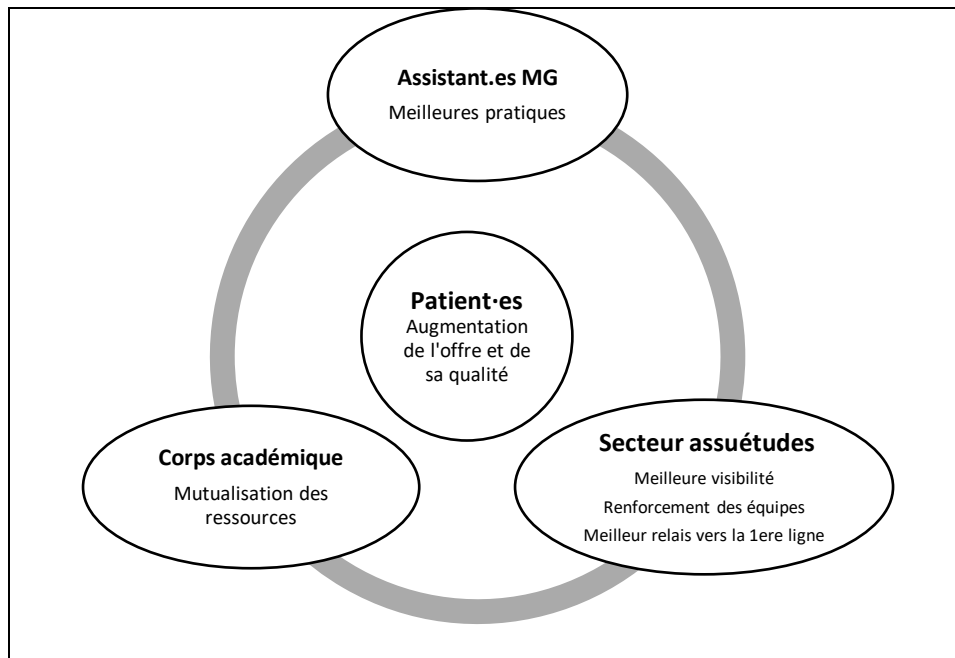 Assistant.es MG
Meilleures pratiques
Patient·es
Augmentation
de l'offre et de
sa qualité
Corps académique
Mutualisation des
ressources
Secteur assuétudes
Meilleure visibilité
Renforcement des équipes
Meilleur relais vers la 1ere ligne